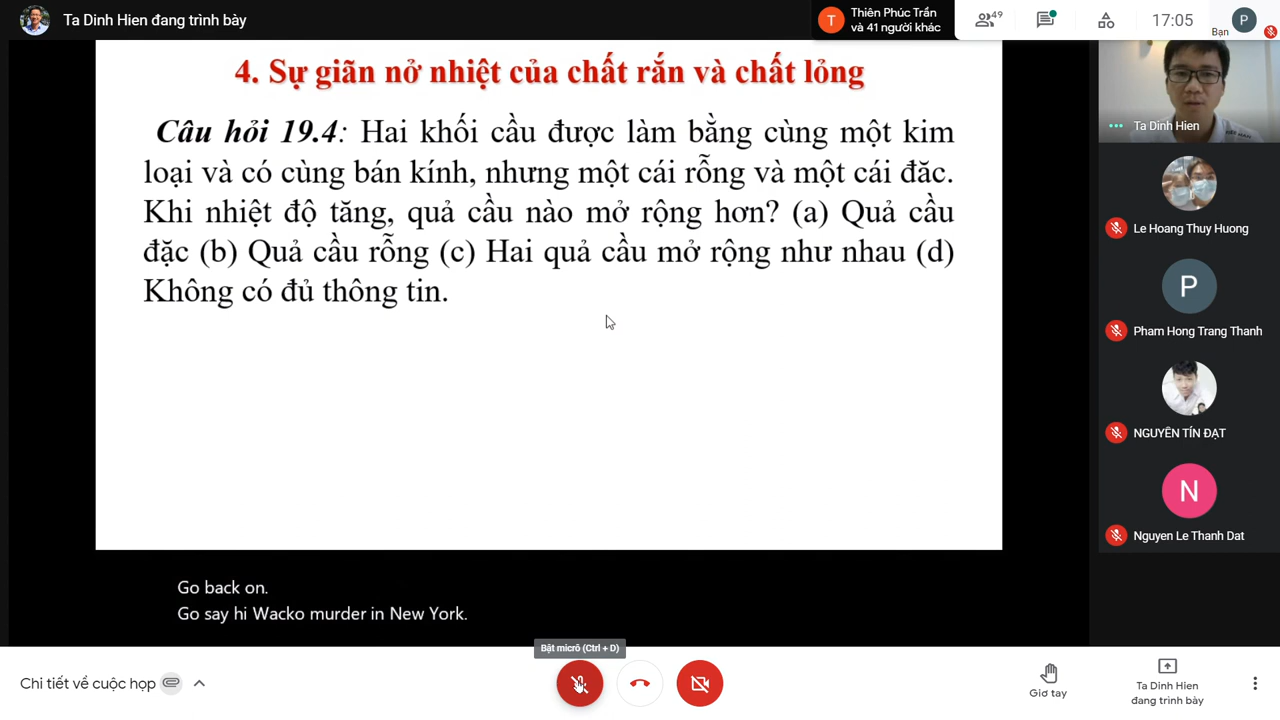 Ta Dinh Hien đang trình bày
T
Thiên Phúc Trần
và 41 người khác
49
17:05
Bạn
P
4. Sự giãn nở nhiệt của chất rắn và chất lỏng
Câu hỏi 19.4: Hai khối cầu được làm bằng cùng một kim
loại và có cùng bán kính, nhưng một cái rỗng và một cái đăc.
Khi nhiệt độ tăng, quả cầu nào mở rộng hơn? (a) Quả cầu
đặc (b) Quả cầu rỗng (c) Hai quả cầu mở rộng như nhau (d)
Không có đủ thông tin.
Ta Dinh Hien
Le Hoang Thuy Huong
P
Pham Hong Trang Thanh
NGUYỄN TÍN ĐẠT
N
Nguyen Le Thanh Dat
Go back on.
Go say hi Wacko murder in New York.
Bật micrô (Ctrl + D)
Chi tiết về cuộc họp
Giơ tay
Ta Dinh Hien
đang trình bày